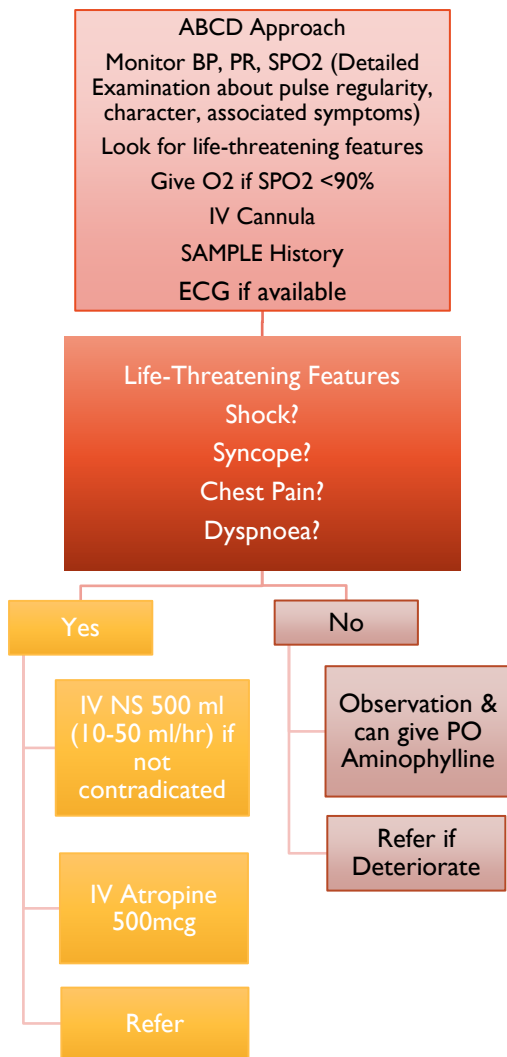 ABCD Approach
Monitor BP, PR, SPO2 (Detailed
Examination about pulse regularity,
character, associated symptoms)
Look for life-threatening features
Give O2 if SPO2 <90%
IV Cannula
SAMPLE History
ECG if available
Life-Threatening Features
Shock?
Syncope?
Chest Pain?
Dyspnoea?
Yes
IV NS 500 ml
(10-50 ml/hr) if
not
contradicated
IV Atropine
500mcg
Refer
No
Observation &
can give PO
Aminophylline
Refer if
Deteriorate